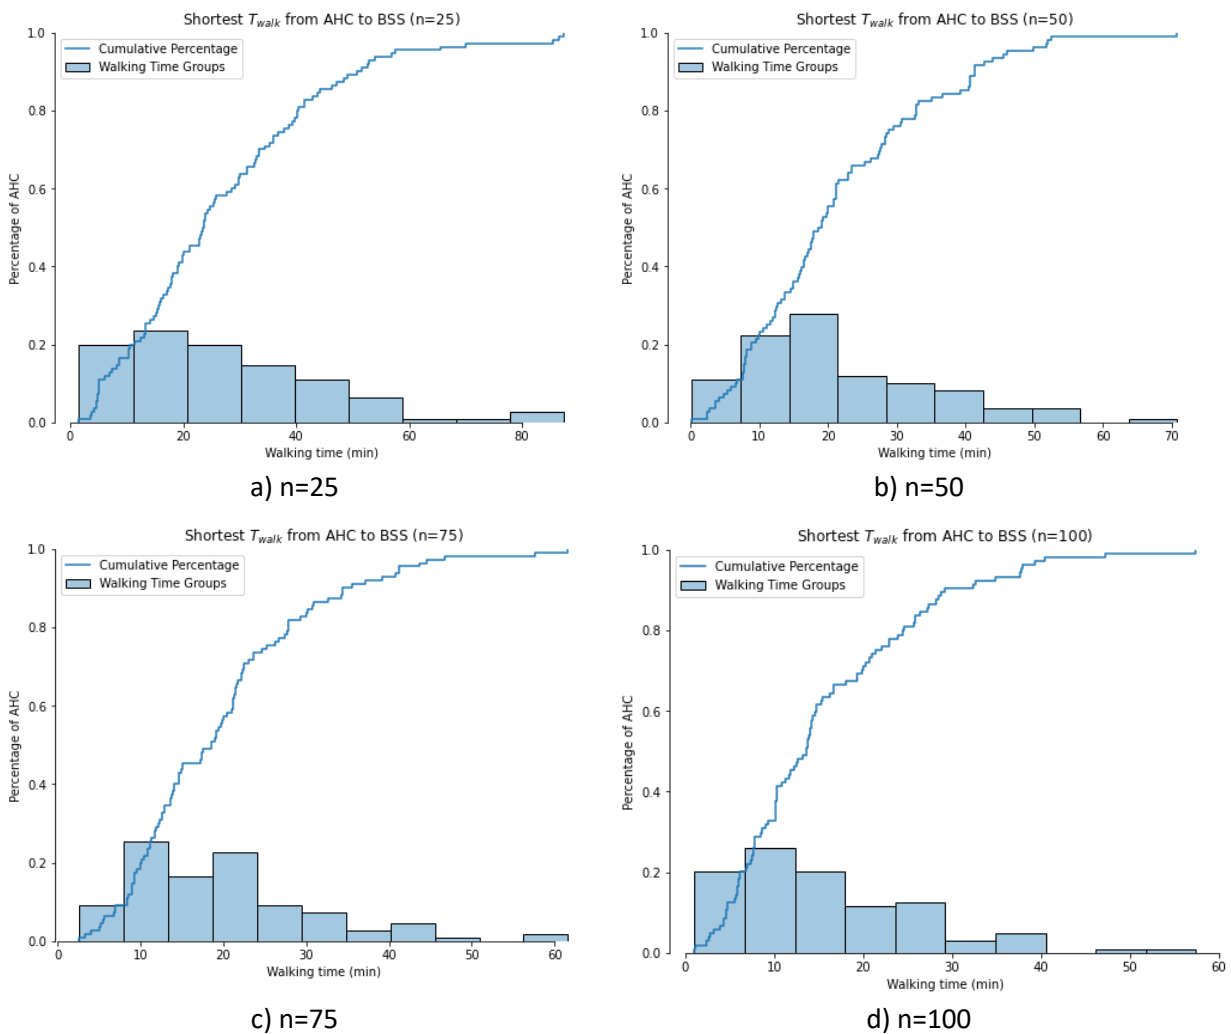 Shortest T_walk from AHC to BSS (n=25)
Cumulative Percentage
Walking Time Groups
Percentage of AHC
1.0
0.8
0.6
0.4
0.2
0.0
0 20 40 60 80
Walking time (min)
a) n=25
Shortest T_walk from AHC to BSS (n=50)
Cumulative Percentage
Walking Time Groups
Percentage of AHC
1.0
0.8
0.6
0.4
0.2
0.0
0 10 20 30 40 50 60 70
Walking time (min)
b) n=50
Shortest T_walk from AHC to BSS (n=75)
Cumulative Percentage
Walking Time Groups
Percentage of AHC
1.0
0.8
0.6
0.4
0.2
0.0
0 10 20 30 40 50 60
Walking time (min)
c) n=75
Shortest T_walk from AHC to BSS (n=100)
Cumulative Percentage
Walking Time Groups
Percentage of AHC
1.0
0.8
0.6
0.4
0.2
0.0
0 10 20 30 40 50 60
Walking time (min)
d) n=100